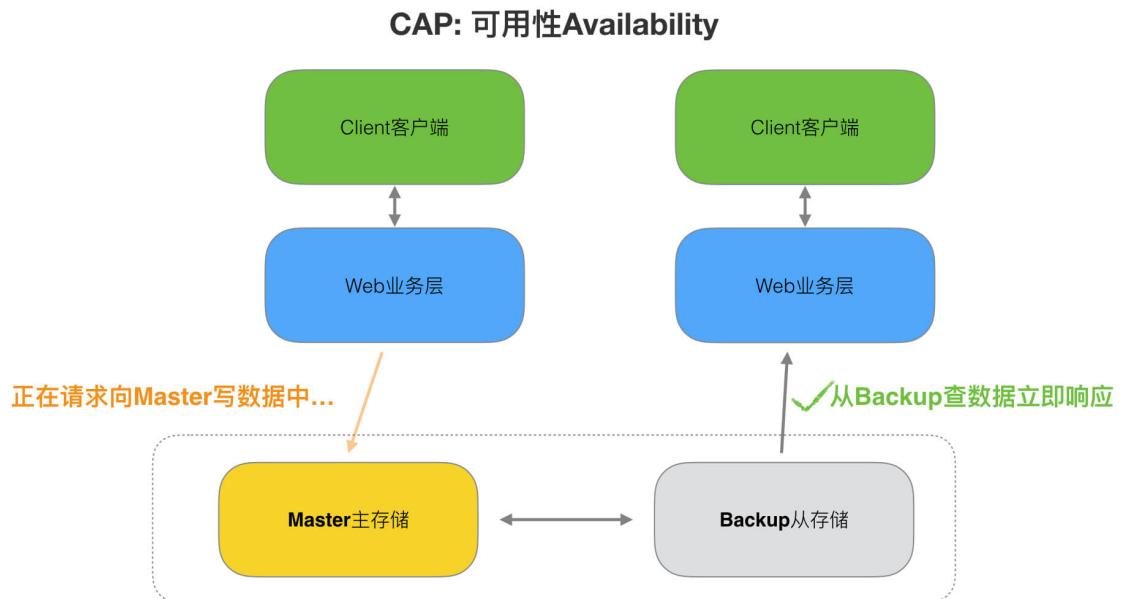 CAP: 可用性Availability
Client客户端
Client客户端
Web业务层
Web业务层
正在请求向Master写数据中...
从Backup查数据立即响应
Master主存储
Backup从存储